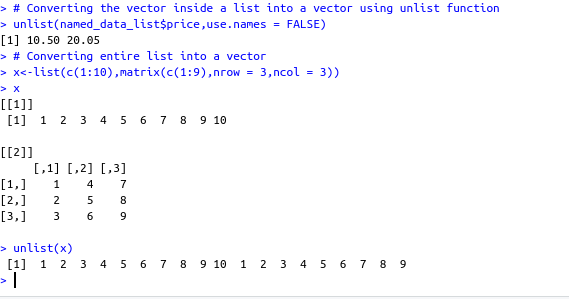 > # Converting the vector inside a list into a vector using unlist function
> unlist(named_data_list$price,use.names = FALSE)
[1] 10.50 20.05
> # Converting entire list into a vector
> x<-list(c(1:10),matrix(c(1:9),nrow = 3,ncol = 3))
> x
[[1]]
 [1]  1  2  3  4  5  6  7  8  9 10

[[2]]
     [,1] [,2] [,3]
[1,]    1    4    7
[2,]    2    5    8
[3,]    3    6    9

> unlist(x)
 [1]  1  2  3  4  5  6  7  8  9 10  1  2  3  4  5  6  7  8  9
>